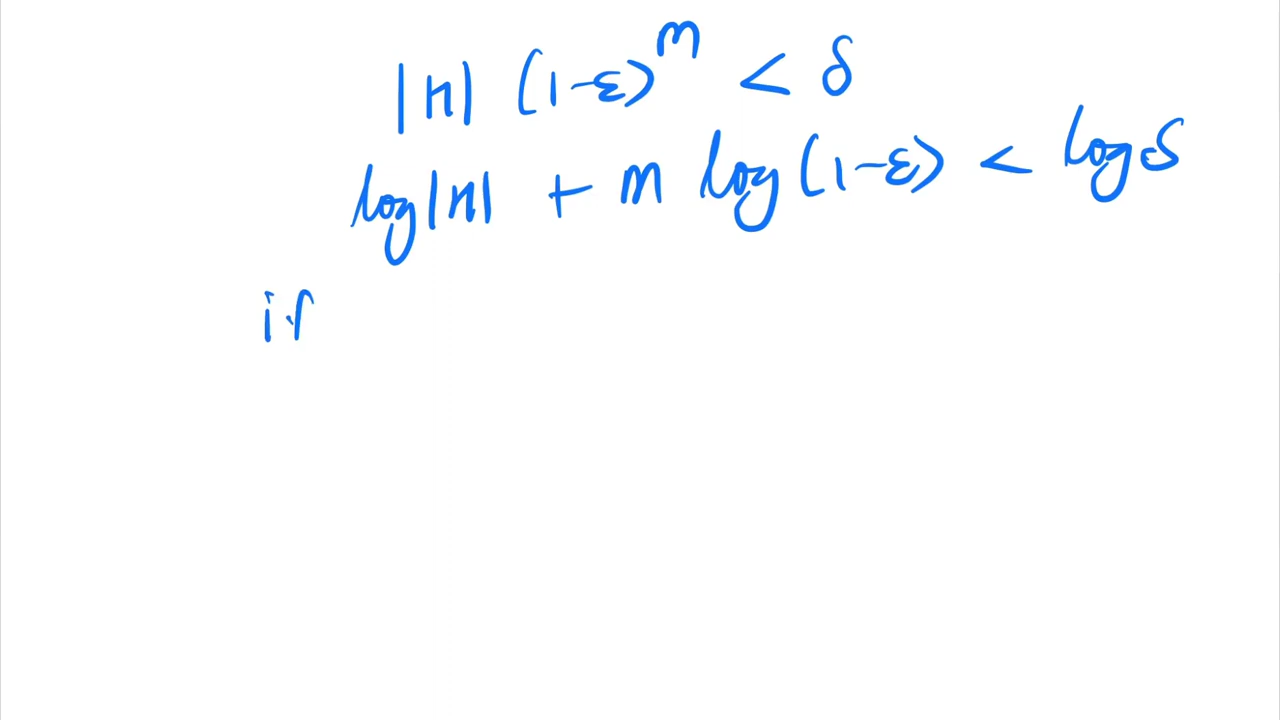 |H| (1-ε)^m < δ
log|H| + m log(1-ε) < log δ
if